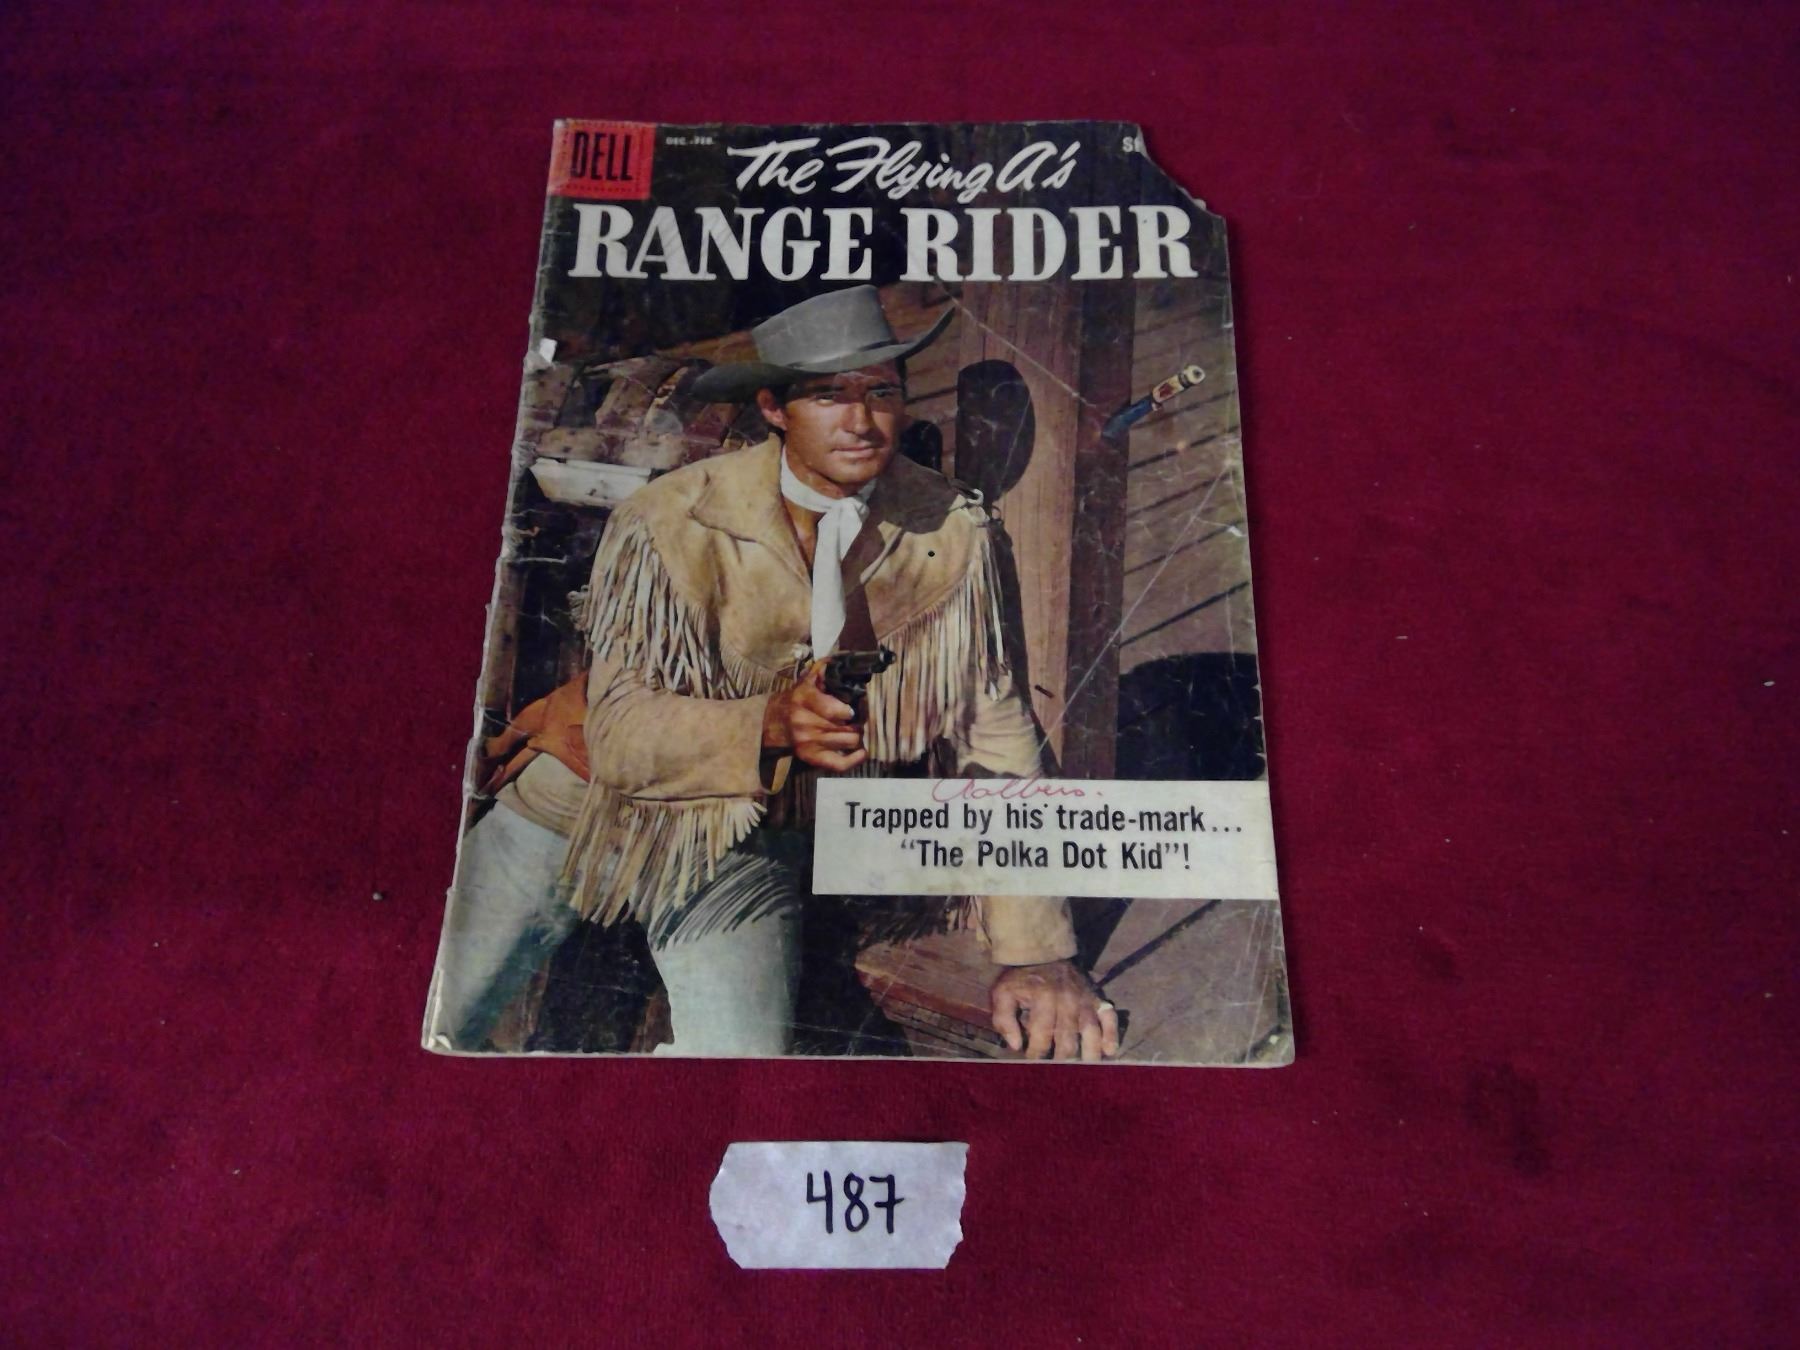 DELL
DEC.-FEB.
The Flying A's
RANGE RIDER
Trapped by his trade-mark...
"The Polka Dot Kid"!
487